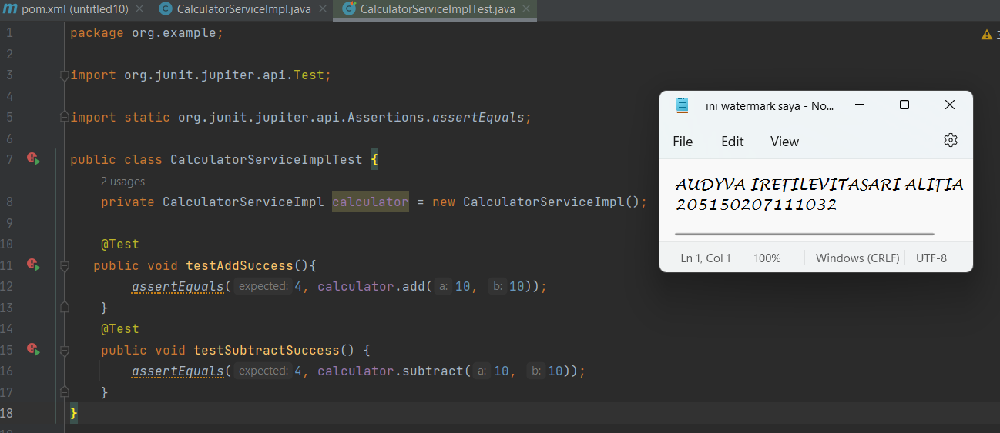 pom.xml (untitled10)
CalculatorServiceImpl.java
CalculatorServiceImplTest.java
1 package org.example;
2
3 import org.junit.jupiter.api.Test;
4
5 import static org.junit.jupiter.api.Assertions.assertEquals;
6
7 public class CalculatorServiceImplTest {
2 usages
8 private CalculatorServiceImpl calculator = new CalculatorServiceImpl();
9
10 @Test
11 public void testAddSuccess(){
12 assertEquals( expected: 4, calculator.add( a: 10, b: 10));
13 }
14 @Test
15 public void testSubtractSuccess() {
16 assertEquals( expected: 4, calculator.subtract( a: 10, b: 10));
17 }
18 }
ini watermark saya - No...
File Edit View
AUDYVA IREFILEVITASARI ALIFIA
205150207111032
Ln 1, Col 1 100% Windows (CRLF) UTF-8